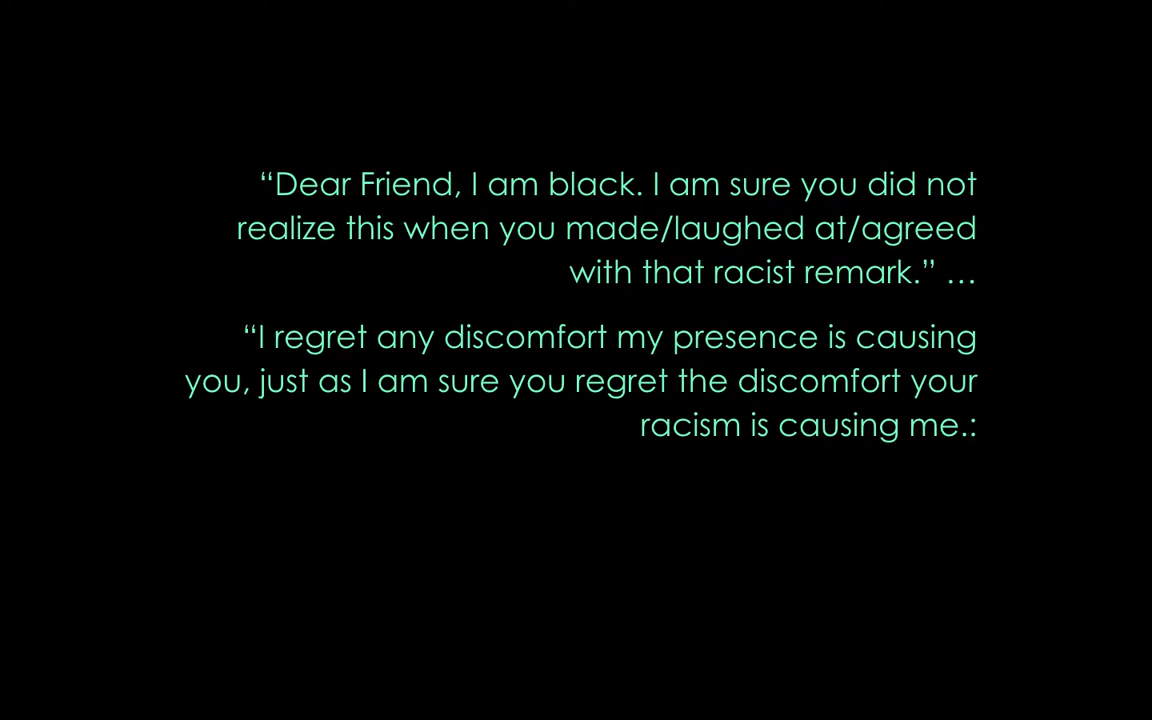 “Dear Friend, I am black. I am sure you did not
realize this when you made/laughed at/agreed
with that racist remark.” …
“I regret any discomfort my presence is causing
you, just as I am sure you regret the discomfort your
racism is causing me.: